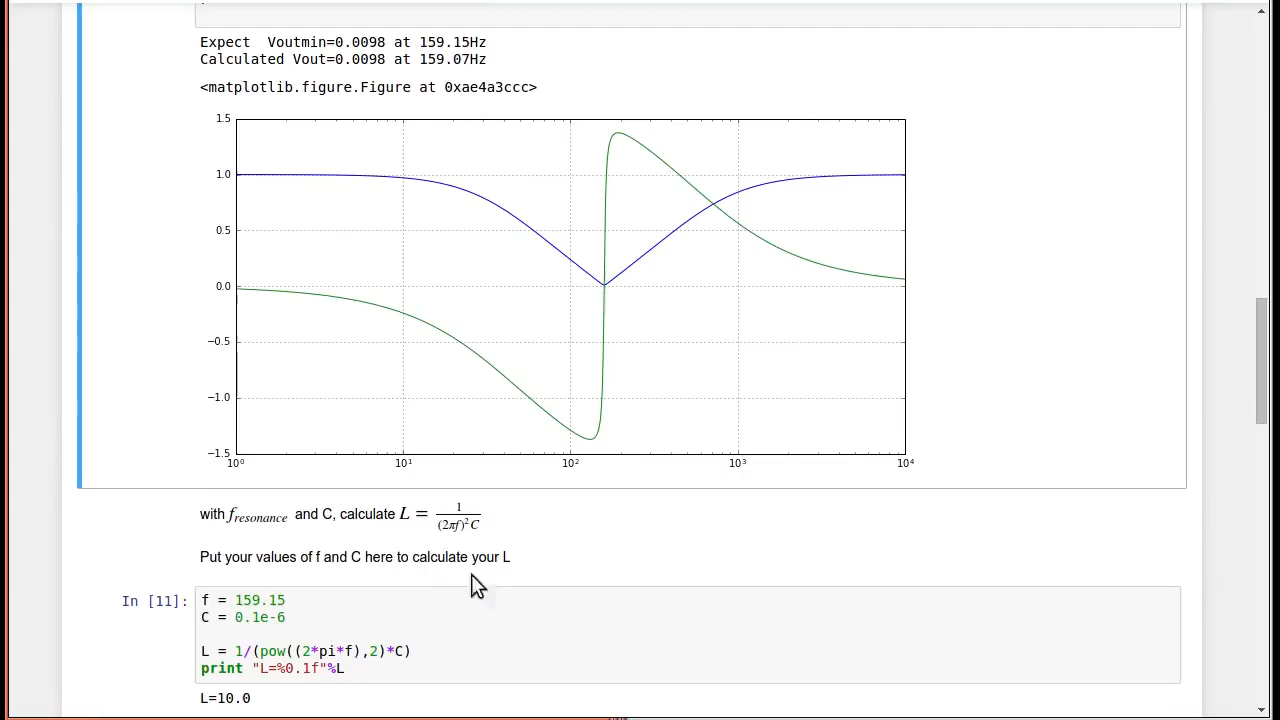 Expect  Voutmin=0.0098 at 159.15Hz
Calculated Vout=0.0098 at 159.07Hz
<matplotlib.figure.Figure at 0xae4a3ccc>
1.5
1.0
0.5
0.0
−0.5
−1.0
−1.5
10⁰ 10¹ 10² 10³ 10⁴
with f_resonance and C, calculate L = 1/((2πf)²C)
Put your values of f and C here to calculate your L
In [11]: f = 159.15
C = 0.1e-6
L = 1/(pow((2*pi*f),2)*C)
print "L=%0.1f"%L
L=10.0